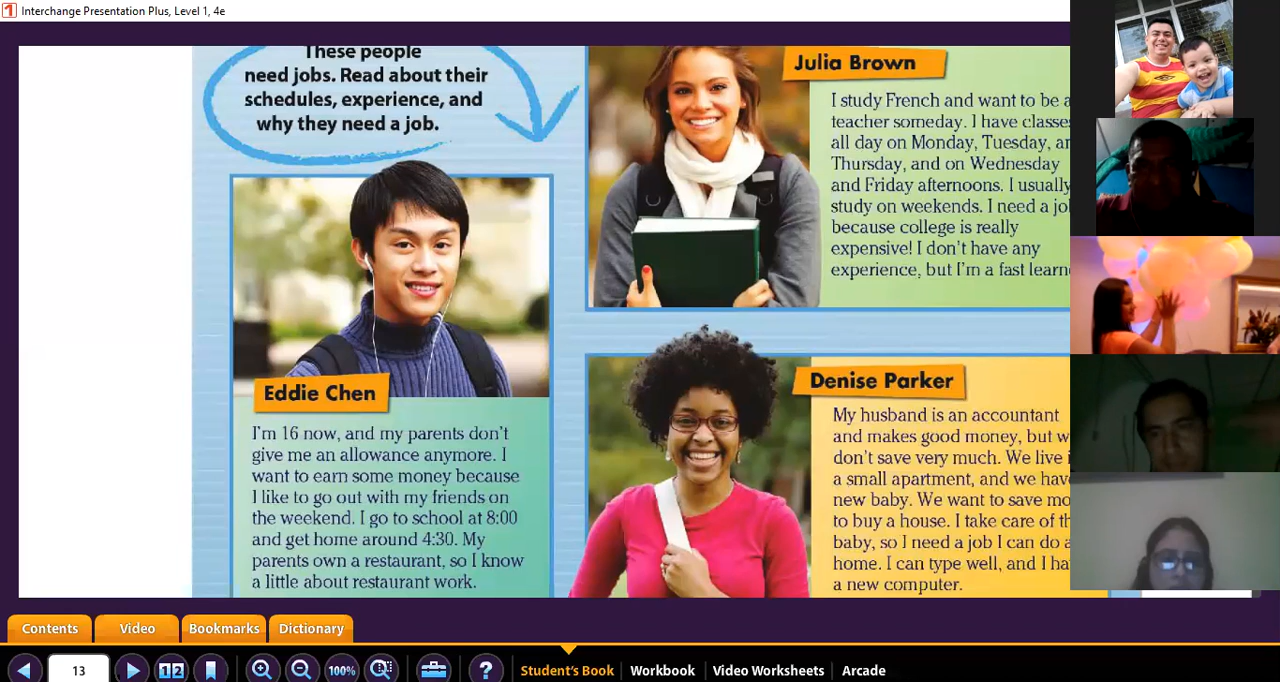 Interchange Presentation Plus, Level 1, 4e
These people
need jobs. Read about their
schedules, experience, and
why they need a job.
Julia Brown
I study French and want to be a
teacher someday. I have classes
all day on Monday, Tuesday,
Thursday, and on Wednesday
and Friday afternoons. I usually
study on weekends. I need a
because college is really
expensive! I don't have any
experience, but I'm a fast
Eddie Chen
I'm 16 now, and my parents don't
give me an allowance anymore. I
want to earn some money because
I like to go out with my friends on
the weekend. I go to school at 8:00
and get home around 4:30. My
parents own a restaurant, so I know
a little about restaurant work.
Denise Parker
My husband is an accountant
and makes good money, but
don't save very much. We live
a small apartment, and we have
new baby. We want to save
to buy a house. I take care of
baby, so I need a job I can do
home. I can type well, and I
a new computer.
Contents Video Bookmarks Dictionary
13 1 2 100% ? Student's Book Workbook Video Worksheets Arcade